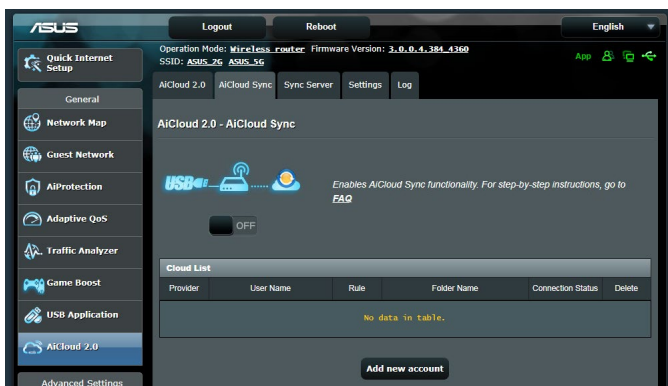 ASUS
Logout
Reboot
English
Quick Internet
Setup
Operation Mode: Wireless router Firmware Version: 3.0.0.4.384_4360
SSID: ASUS_2G ASUS_5G
App
AiCloud 2.0
AiCloud Sync
Sync Server
Settings
Log
General
Network Map
Guest Network
AiProtection
Adaptive QoS
Traffic Analyzer
Game Boost
USB Application
AiCloud 2.0
Advanced Settings
AiCloud 2.0 - AiCloud Sync
USB
Enables AiCloud Sync functionality. For step-by-step instructions, go to
FAQ
OFF
Cloud List
Provider User Name Rule Folder Name Connection Status Delete
No data in table.
Add new account